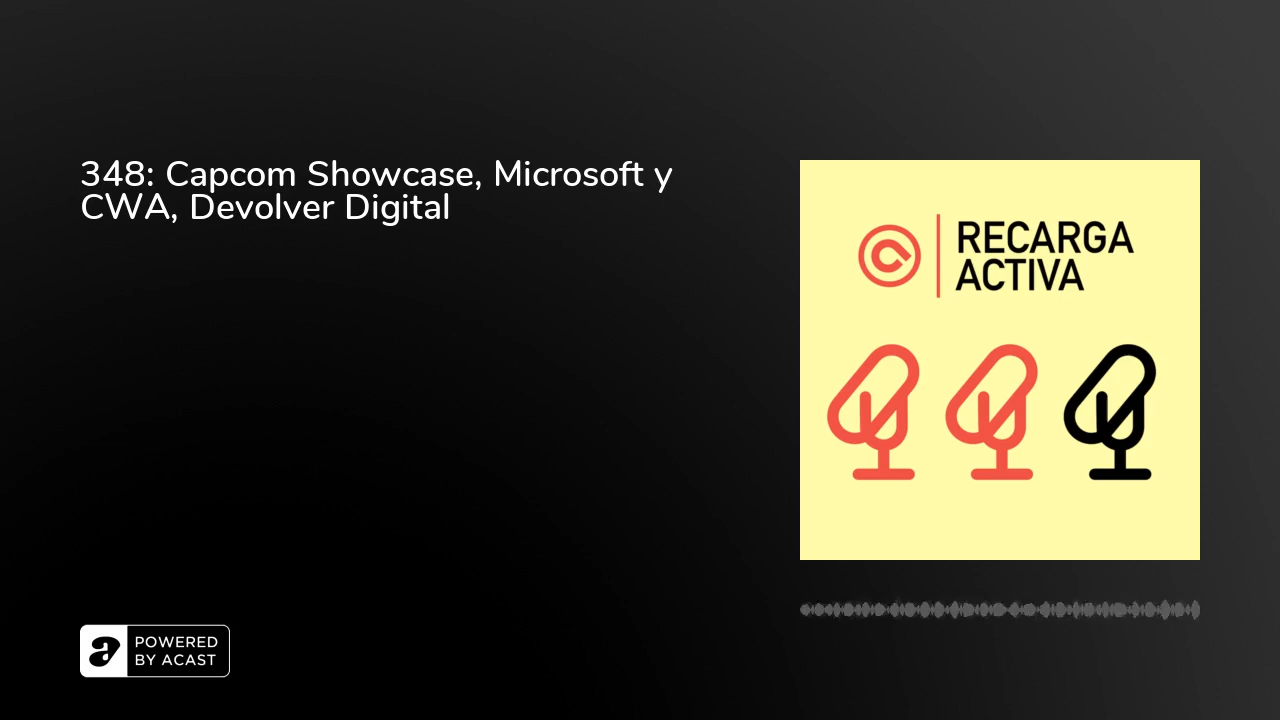 348: Capcom Showcase, Microsoft y
CWA, Devolver Digital
RECARGA
ACTIVA
POWERED
BY ACAST